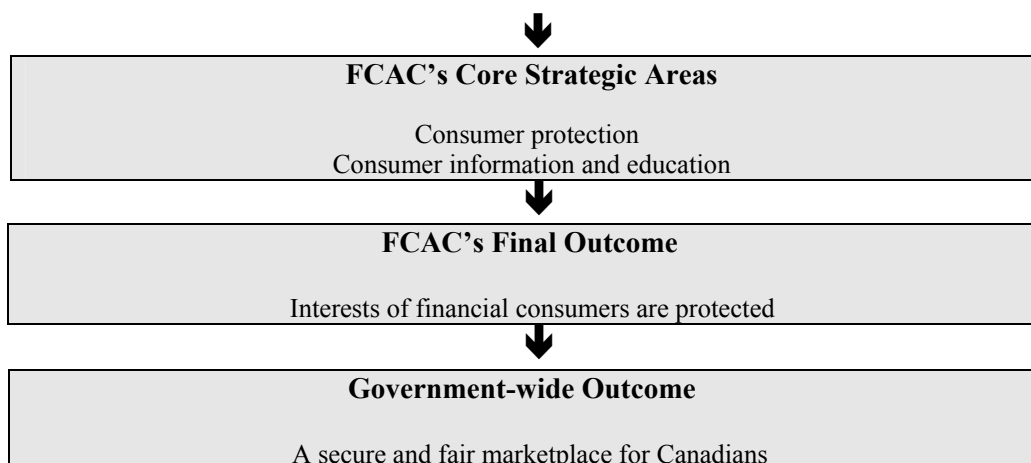 FCAC’s Core Strategic Areas
Consumer protection
Consumer information and education
FCAC’s Final Outcome
Interests of financial consumers are protected
Government-wide Outcome
A secure and fair marketplace for Canadians